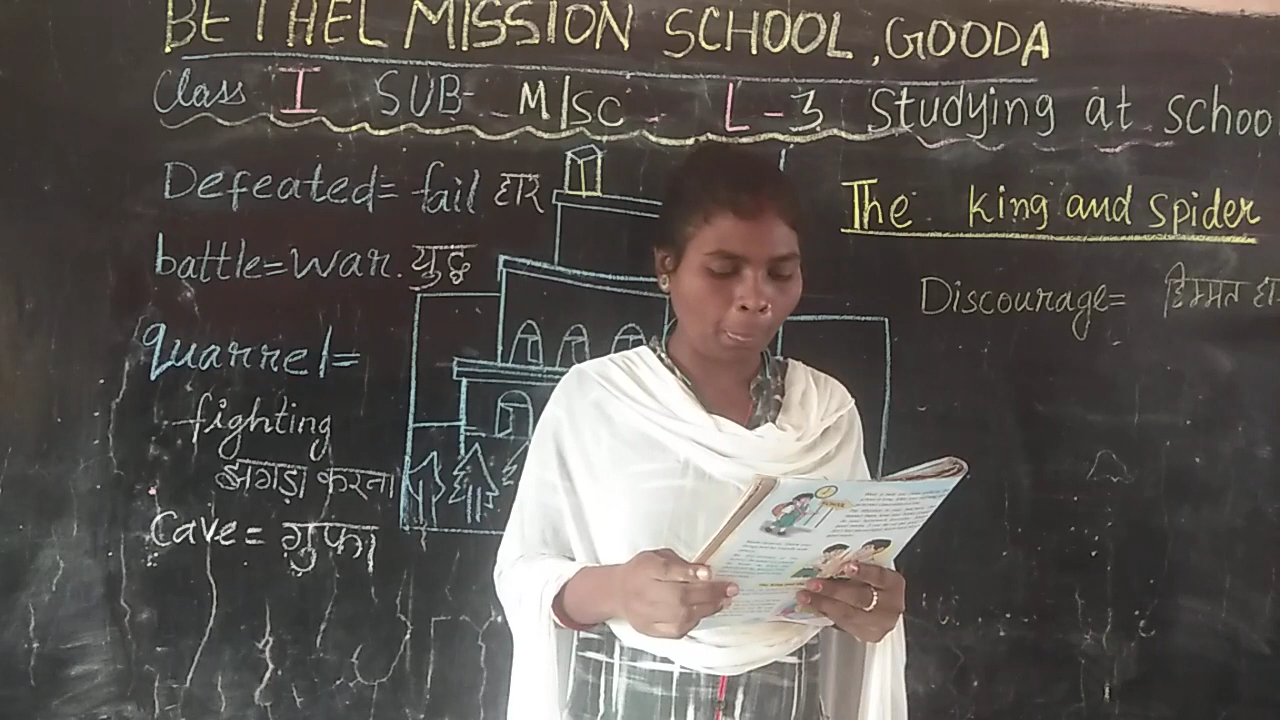 BETHEL MISSION SCHOOL, GOODA
Class I SUB- M/SC - L-3 Studying at schoo
The King and Spider
Defeated = fail हार
battle = war. युद्ध
quarrel =
fighting
झगड़ा करना
Cave = गुफा
Discourage = हिम्मत हा